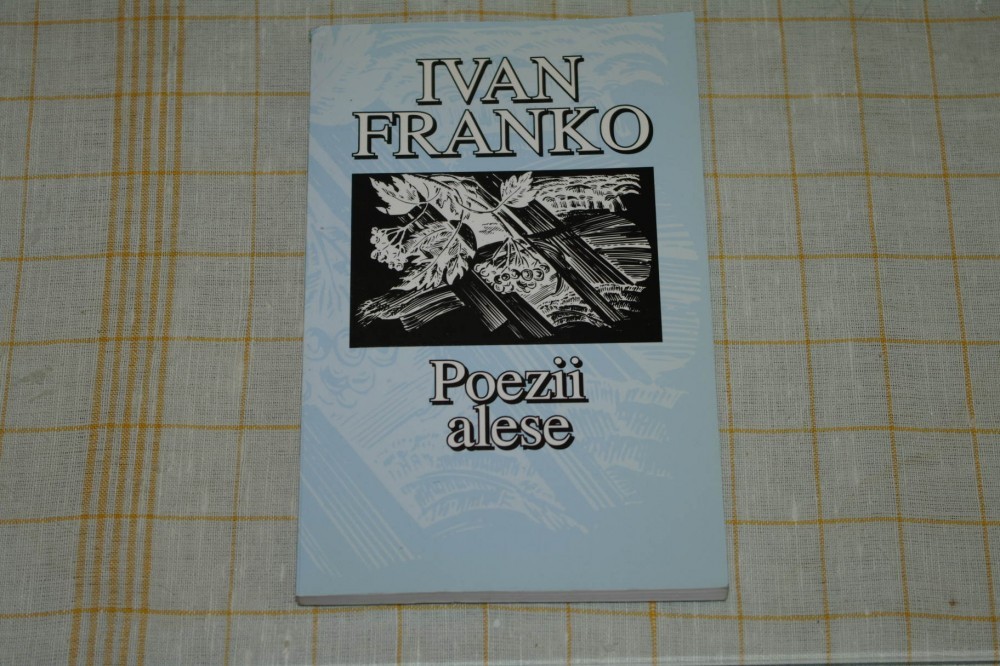 IVAN
FRANKO
Poezii
alese